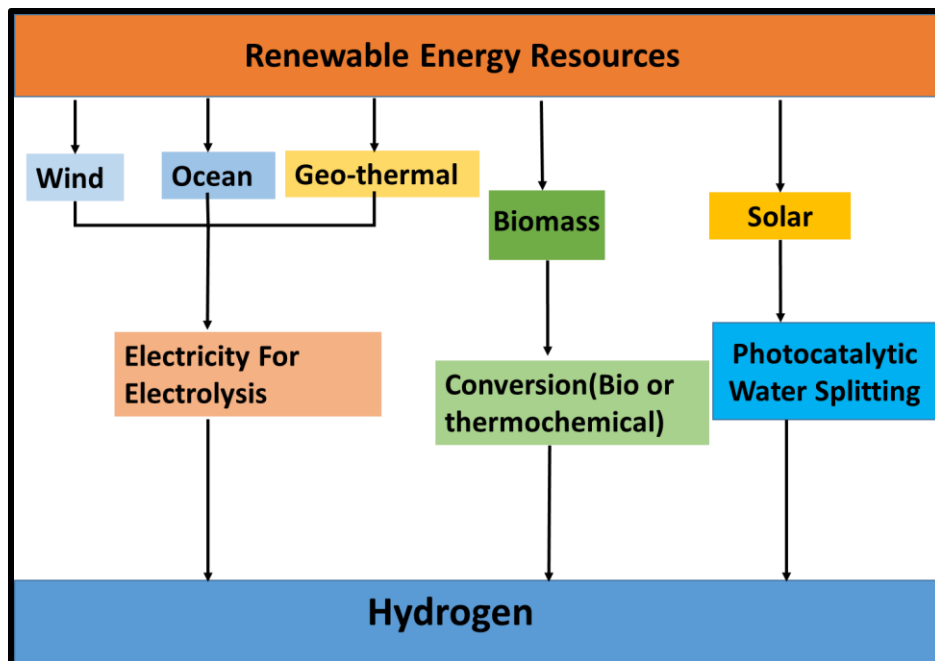 Renewable Energy Resources
Wind
Ocean
Geo-thermal
Biomass
Solar
Electricity For
Electrolysis
Conversion(Bio or
thermochemical)
Photocatalytic
Water Splitting
Hydrogen